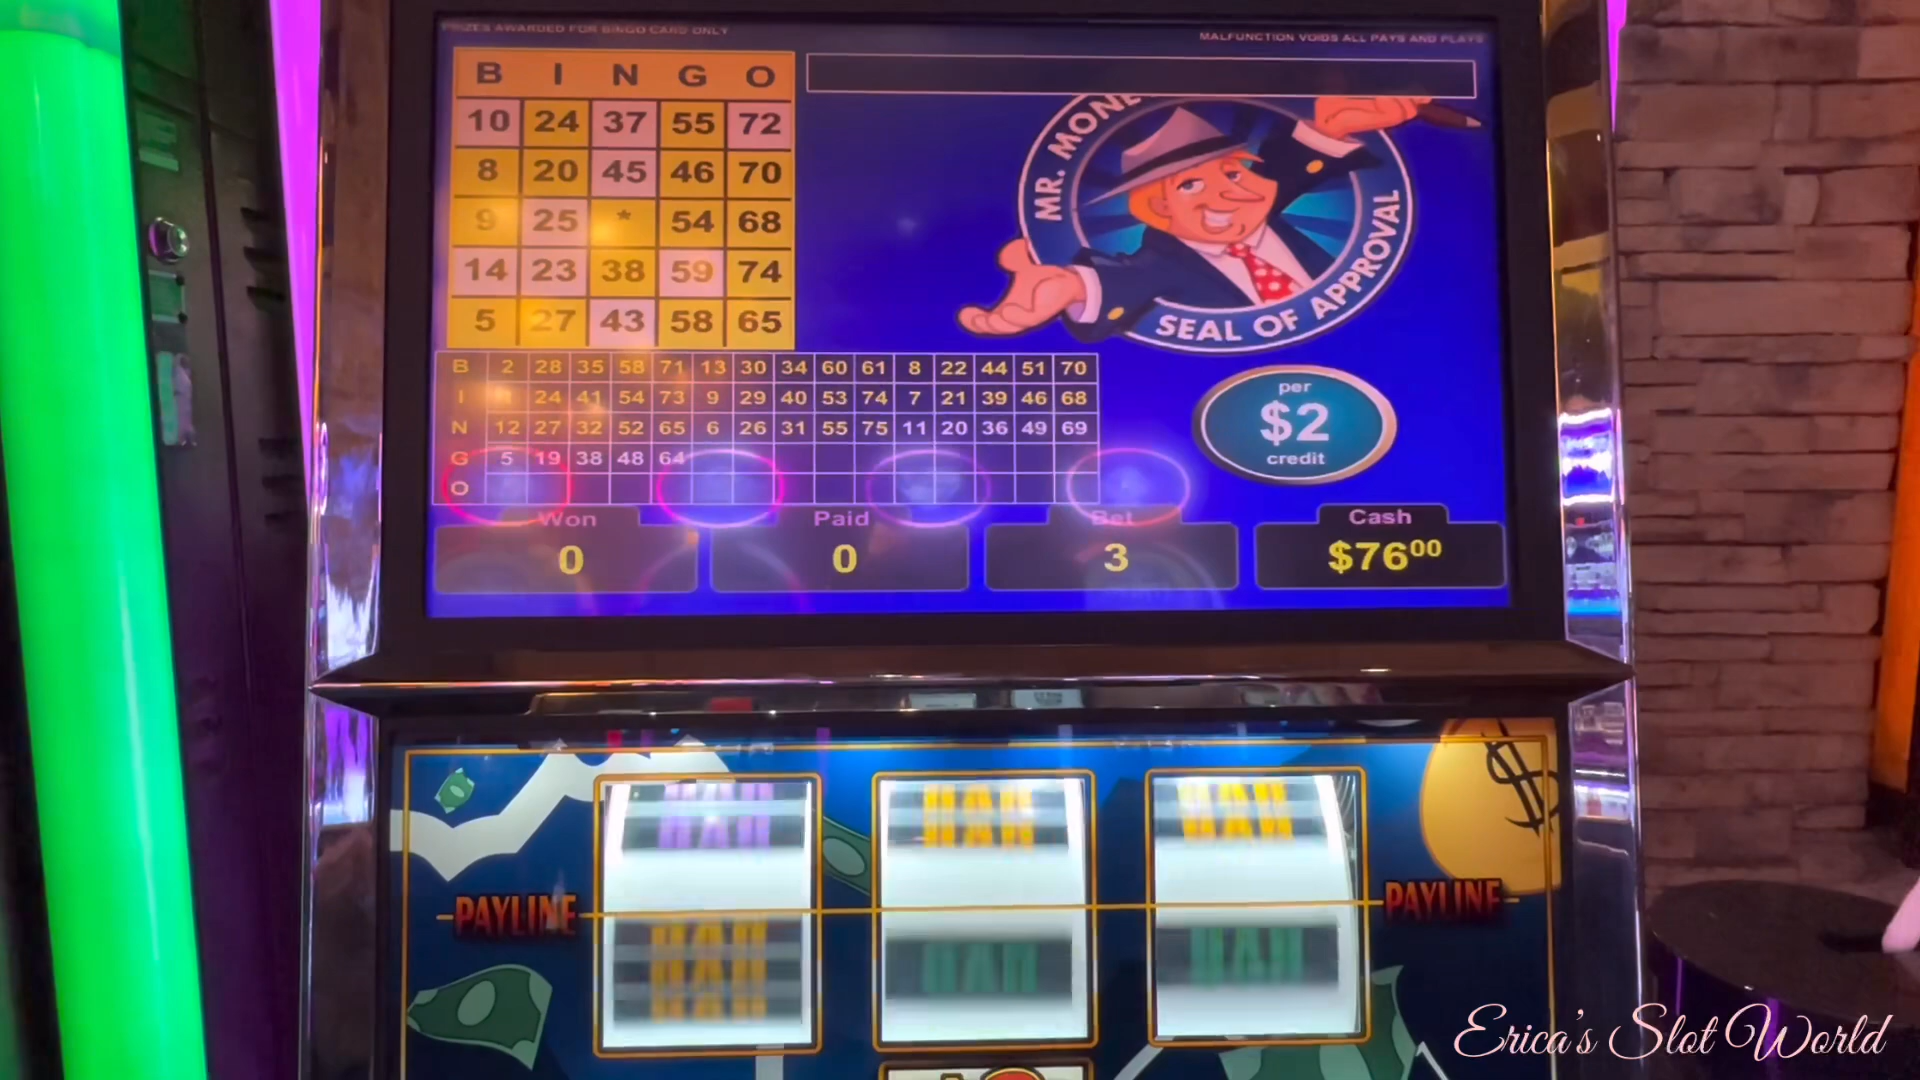 PRIZES AWARDED FOR BINGO CARD ONLY
MALFUNCTION VOIDS ALL PAYS AND PLAYS
B I N G O
10 24 37 55 72
8 20 45 46 70
9 25 * 54 68
14 23 38 59 74
5 27 43 58 65
MR. MONE
SEAL OF APPROVAL
B 2 28 35 58 71 13 30 34 60 61 8 22 44 51 70
I 1 24 41 54 73 9 29 40 53 74 7 21 39 46 68
N 12 27 32 52 65 6 26 31 55 75 11 20 36 49 69
G 5 19 38 48 64
O
per
$2
credit
Won Paid Bet Cash
0 0 3 $76⁰⁰
PAYLINE PAYLINE
$
Erica's Slot World